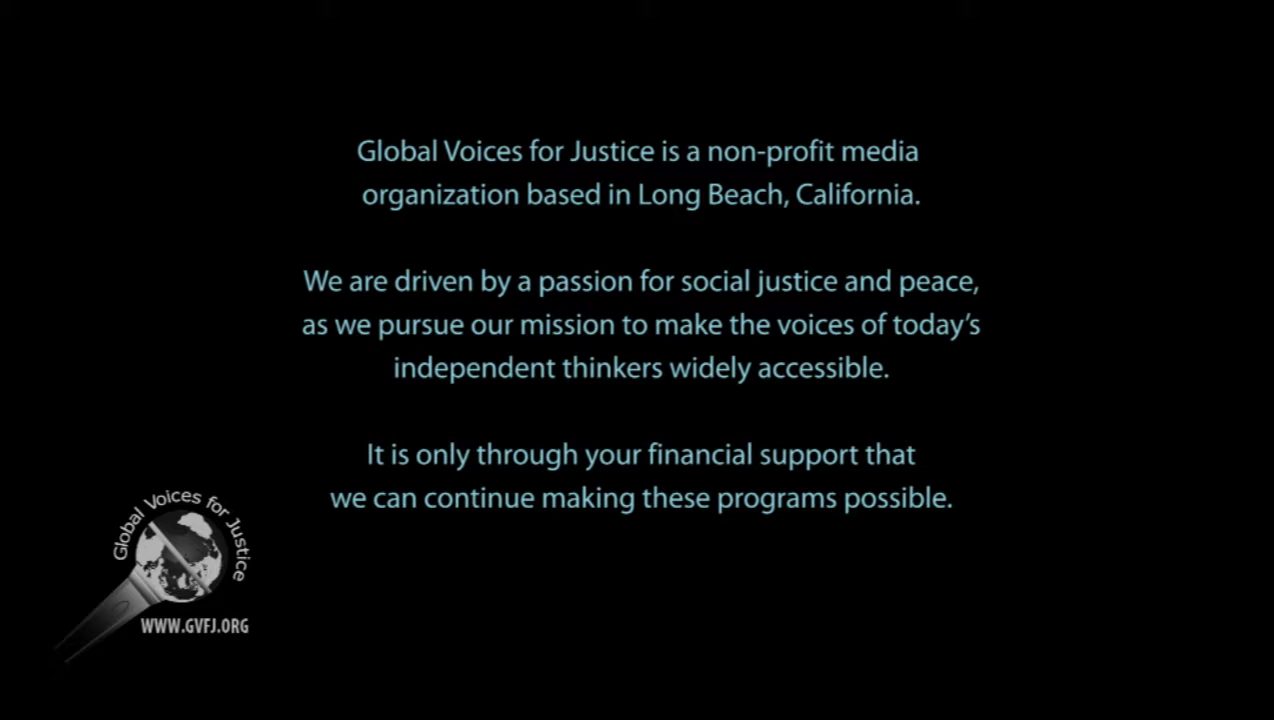 Global Voices for Justice is a non-profit media
organization based in Long Beach, California.
We are driven by a passion for social justice and peace,
as we pursue our mission to make the voices of today’s
independent thinkers widely accessible.
It is only through your financial support that
we can continue making these programs possible.
Global Voices for Justice
WWW.GVFJ.ORG